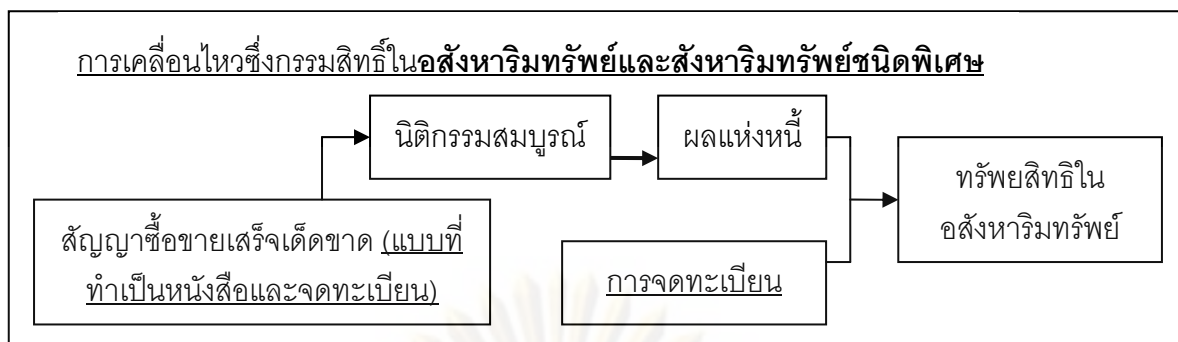 การเคลื่อนไหวซึ่งกรรมสิทธิ์ในอสังหาริมทรัพย์และสังหาริมทรัพย์ชนิดพิเศษ
นิติกรรมสมบูรณ์
ผลแห่งหนี้
สัญญาซื้อขายเสร็จเด็ดขาด (แบบที่
ทำเป็นหนังสือและจดทะเบียน)
การจดทะเบียน
ทรัพยสิทธิใน
อสังหาริมทรัพย์